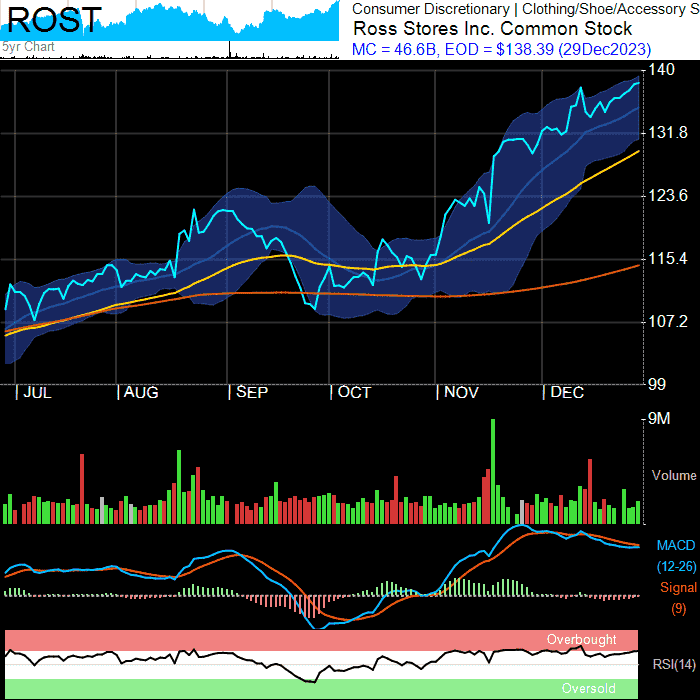 ROST
5yr Chart
Consumer Discretionary | Clothing/Shoe/Accessory S
Ross Stores Inc. Common Stock
MC = 46.6B, EOD = $138.39 (29Dec2023)
140
131.8
123.6
115.4
107.2
99
| JUL | AUG | SEP | OCT | NOV | DEC
9M
Volume
MACD
(12-26)
Signal
(9)
Overbought
RSI(14)
Oversold